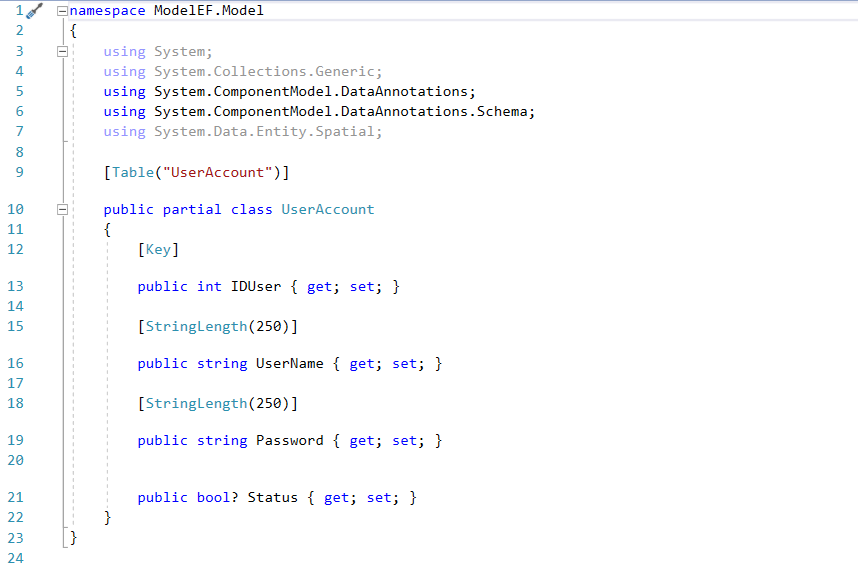 1 namespace ModelEF.Model
2 {
3 using System;
4 using System.Collections.Generic;
5 using System.ComponentModel.DataAnnotations;
6 using System.ComponentModel.DataAnnotations.Schema;
7 using System.Data.Entity.Spatial;
8
9 [Table("UserAccount")]
10 public partial class UserAccount
11 {
12 [Key]
13 public int IDUser { get; set; }
14
15 [StringLength(250)]
16 public string UserName { get; set; }
17
18 [StringLength(250)]
19 public string Password { get; set; }
20
21 public bool? Status { get; set; }
22 }
23 }
24